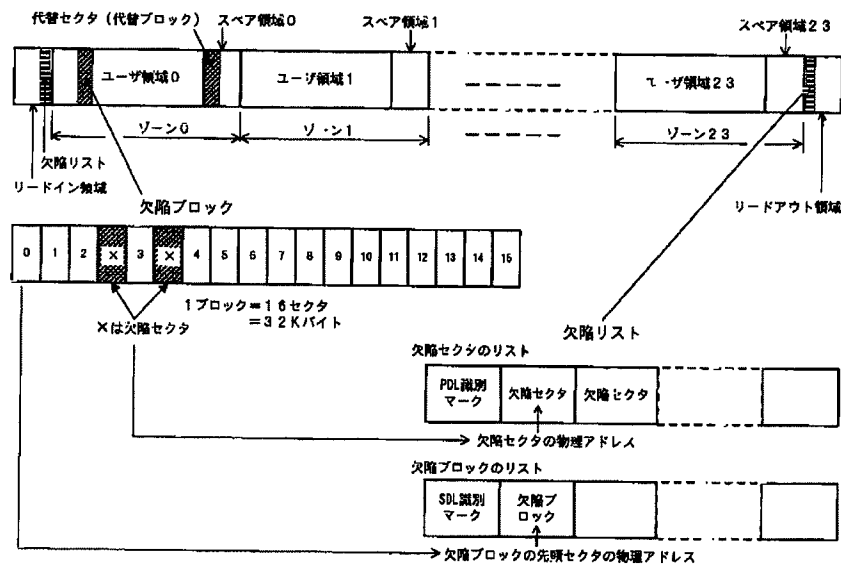 代替セクタ（代替ブロック） スペア領域0 スペア領域1 スペア領域23
ユーザ領域0 ユーザ領域1 ユーザ領域23
ゾーン0 ゾーン1 ゾーン23
欠陥リスト
リードイン領域 リードアウト領域
欠陥ブロック
0 1 2 × 3 × 4 5 6 7 8 9 10 11 12 13 14 15
1ブロック＝16セクタ
＝32Kバイト
×は欠陥セクタ
欠陥リスト
欠陥セクタのリスト
PDL識別マーク 欠陥セクタ 欠陥セクタ
欠陥セクタの物理アドレス
欠陥ブロックのリスト
SDL識別マーク 欠陥ブロック
欠陥ブロックの先頭セクタの物理アドレス